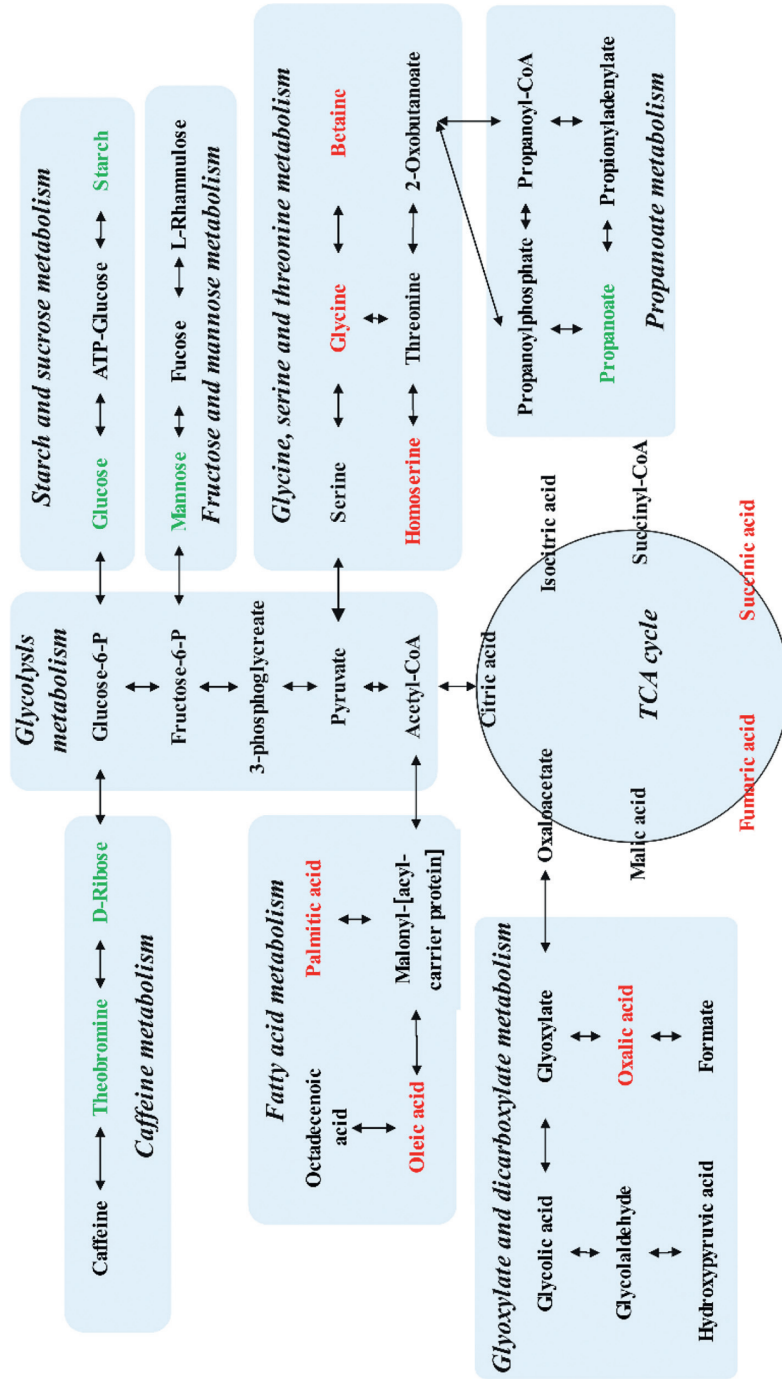 Caffeine
Theobromine
D-Ribose
Caffeine metabolism
Glycolysis
metabolism
Glucose-6-P
Fructose-6-P
3-phosphoglycreate
Pyruvate
Acetyl-CoA
Starch and sucrose metabolism
Glucose
ATP-Glucose
Starch
Mannose
Fucose
L-Rhamnulose
Fructose and mannose metabolism
Fatty acid metabolism
Octadecenoic
acid
Palmitic acid
Oleic acid
Malonyl-[acyl-
carrier protein]
Glycine, serine and threonine metabolism
Serine
Glycine
Betaine
Homoserine
Threonine
2-Oxobutanoate
Glyoxylate and dicarboxylate metabolism
Glycolic acid
Glyoxylate
Glycolaldehyde
Oxalic acid
Hydroxypyruvic acid
Formate
Citric acid
Oxaloacetate
Isocitric acid
Malic acid
TCA cycle
Succinyl-CoA
Fumaric acid
Succinic acid
Propanoylphosphate
Propanoyl-CoA
Propanoate
Propionyladenylate
Propanoate metabolism